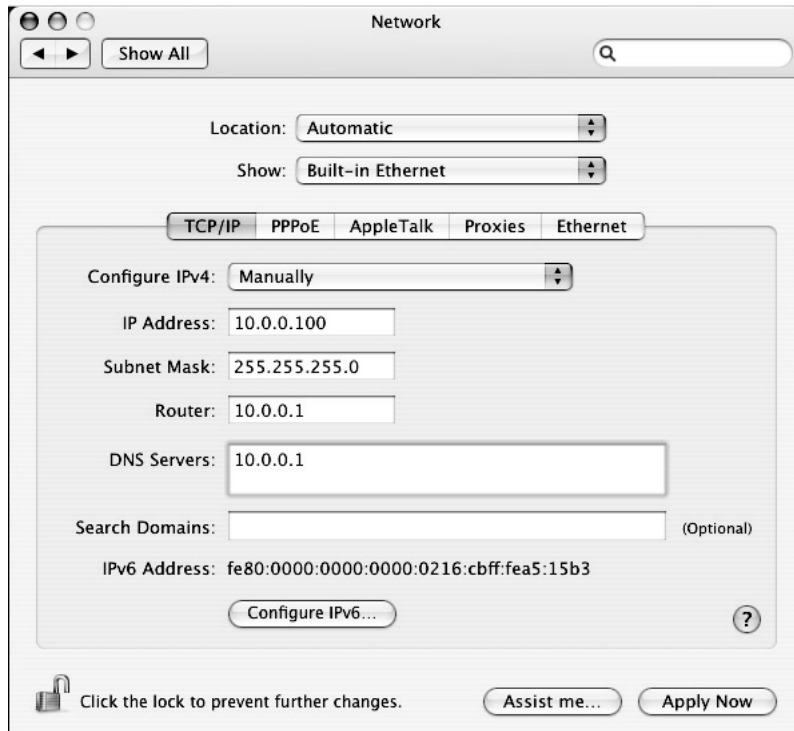 Network
Show All
Location: Automatic
Show: Built-in Ethernet
TCP/IP PPPoE AppleTalk Proxies Ethernet
Configure IPv4: Manually
IP Address: 10.0.0.100
Subnet Mask: 255.255.255.0
Router: 10.0.0.1
DNS Servers: 10.0.0.1
Search Domains: (Optional)
IPv6 Address: fe80:0000:0000:0000:0216:cbff:fea5:15b3
Configure IPv6...
?
Click the lock to prevent further changes. Assist me... Apply Now